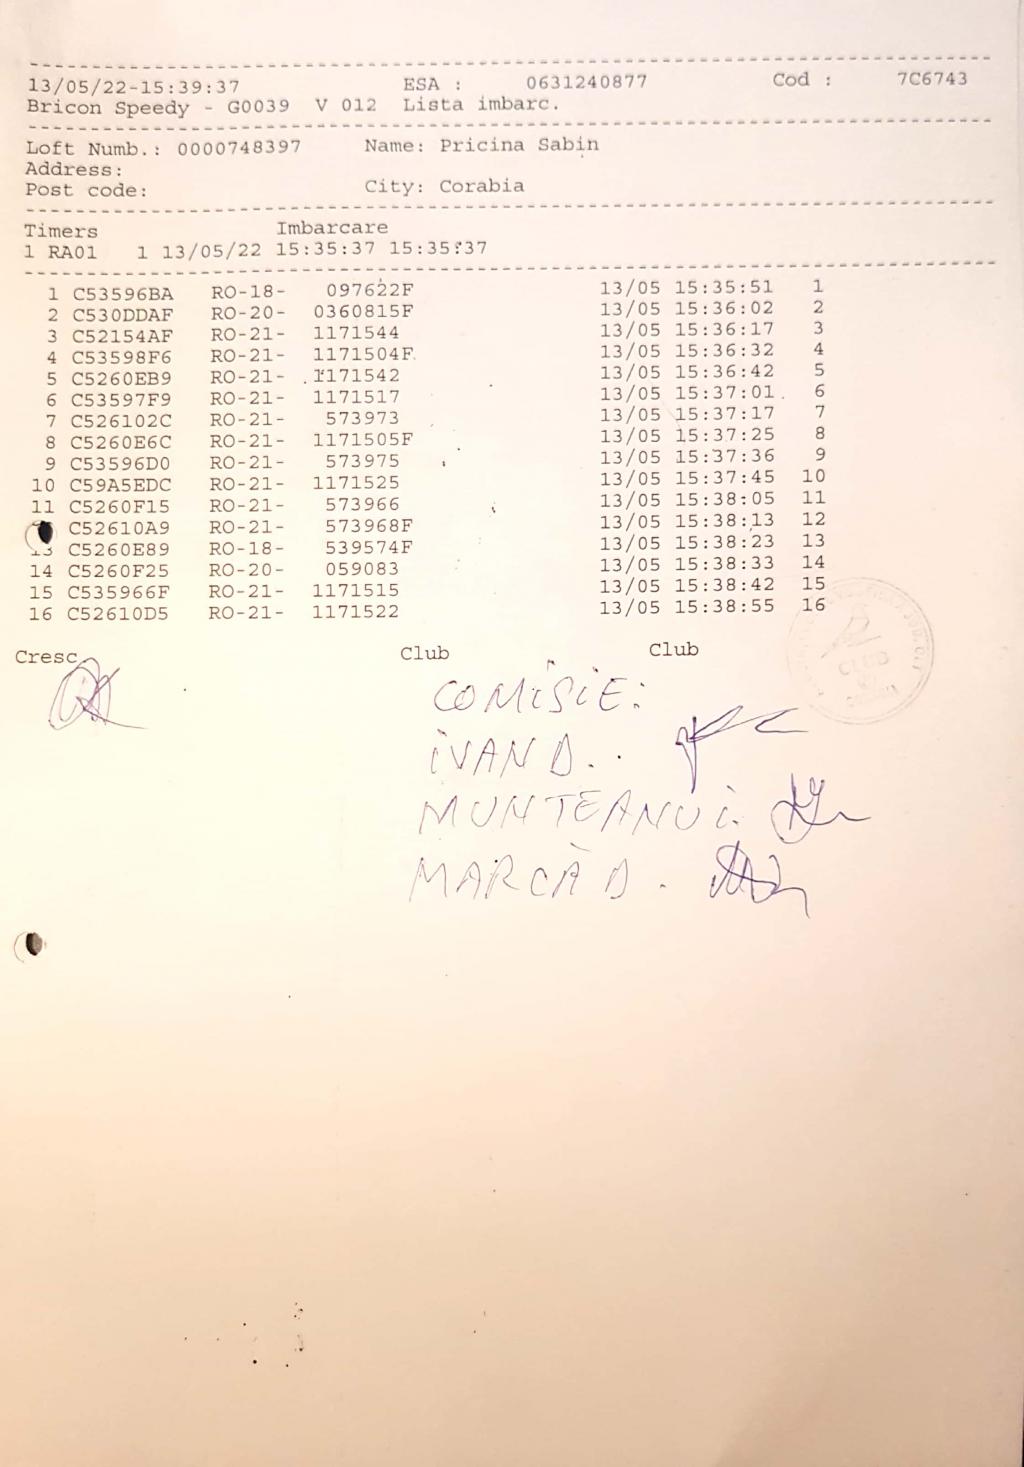 13/05/22-15:39:37 ESA : 0631240877 Cod : 7C6743
Bricon Speedy - G0039 V 012 Lista imbarc.
Loft Numb.: 0000748397 Name: Pricina Sabin
Address:
Post code: City: Corabia
Timers Imbarcare
1 RA01 1 13/05/22 15:35:37 15:35:37
1 C53596BA RO-18- 097622F 13/05 15:35:51 1
2 C530DDAF RO-20- 0360815F 13/05 15:36:02 2
3 C52154AF RO-21- 1171544 13/05 15:36:17 3
4 C53598F6 RO-21- 1171504F 13/05 15:36:32 4
5 C5260EB9 RO-21- 1171542 13/05 15:36:42 5
6 C53597F9 RO-21- 1171517 13/05 15:37:01 6
7 C526102C RO-21- 573973 13/05 15:37:17 7
8 C5260E6C RO-21- 1171505F 13/05 15:37:25 8
9 C53596D0 RO-21- 573975 13/05 15:37:36 9
10 C59A5EDC RO-21- 1171525 13/05 15:37:45 10
11 C5260F15 RO-21- 573966 13/05 15:38:05 11
C52610A9 RO-21- 573968F 13/05 15:38:13 12
13 C5260E89 RO-18- 539574F 13/05 15:38:23 13
14 C5260F25 RO-20- 059083 13/05 15:38:33 14
15 C535966F RO-21- 1171515 13/05 15:38:42 15
16 C52610D5 RO-21- 1171522 13/05 15:38:55 16
Cresc Club Club
CLUB
COMISIE:
IVAN D.
MUNTEANU I.
MARCĂ D.